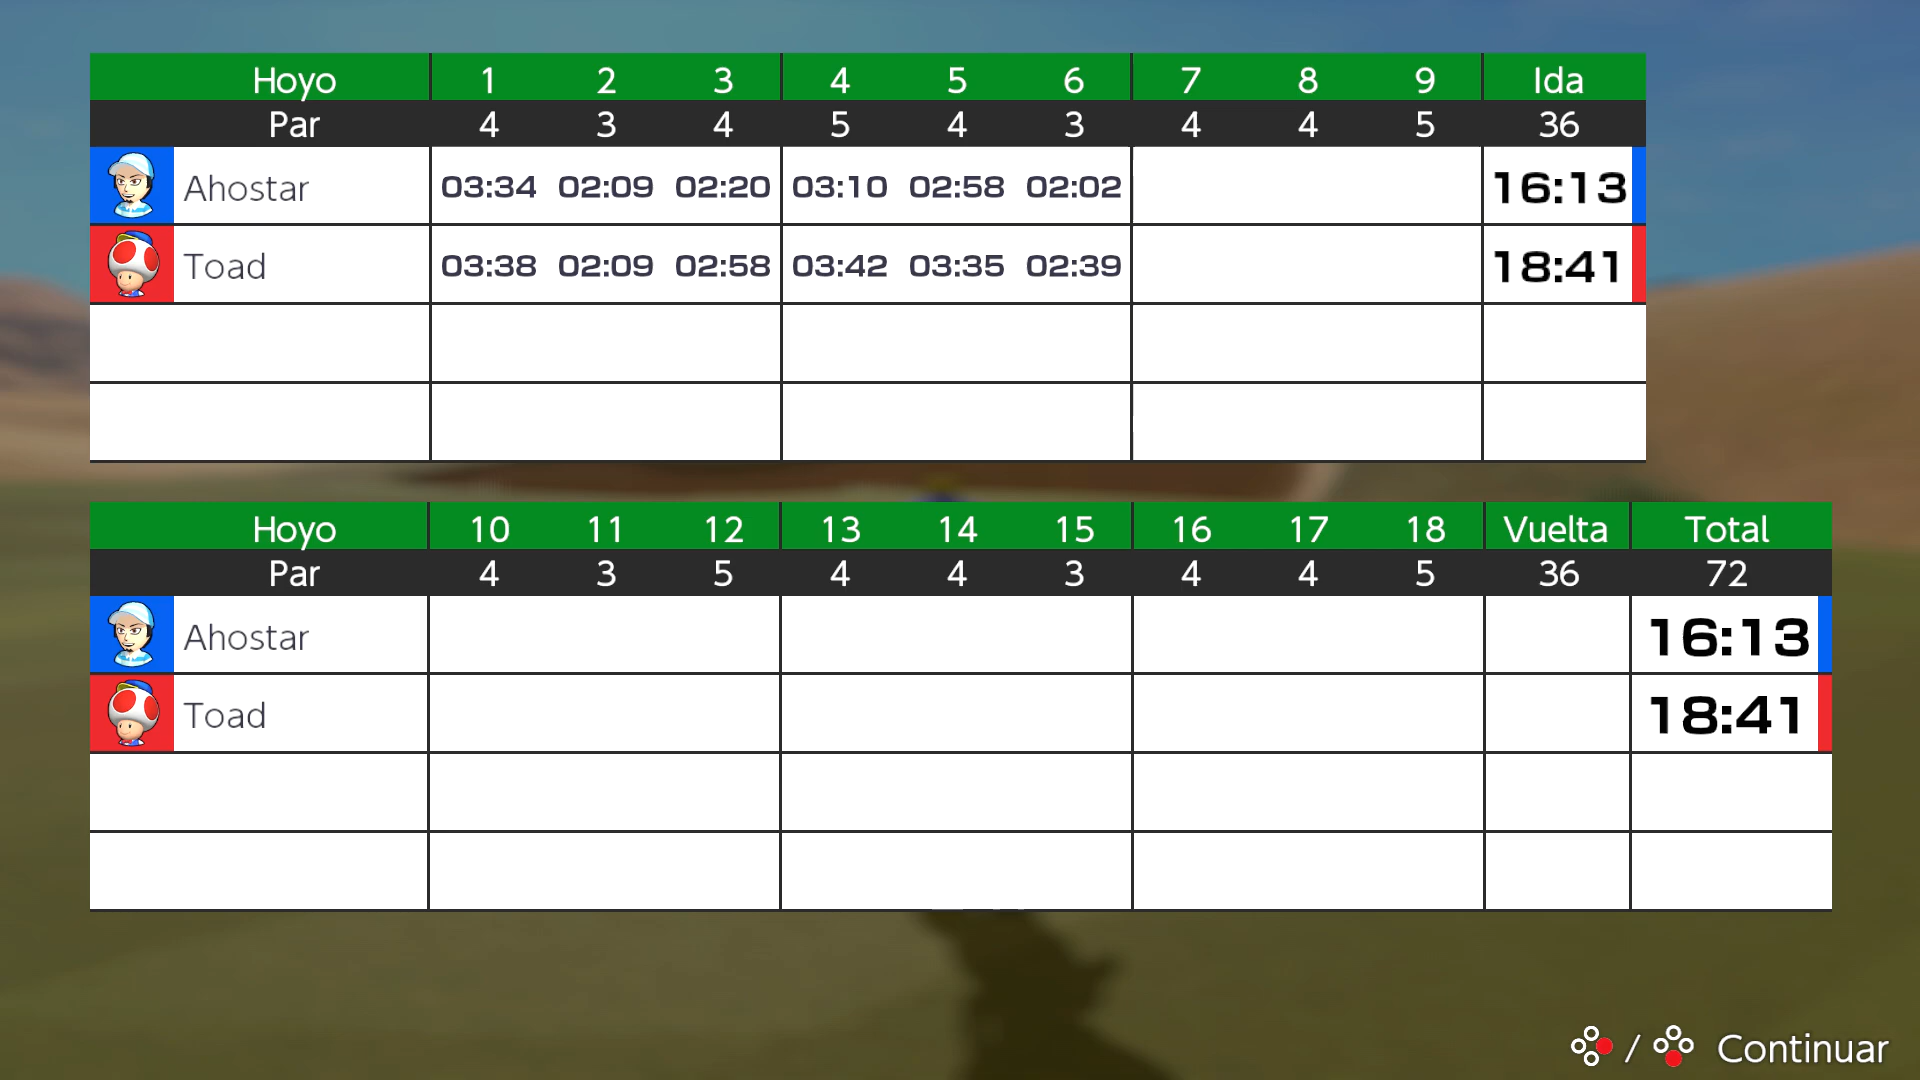 Hoyo 1 2 3 4 5 6 7 8 9 Ida
Par 4 3 4 5 4 3 4 4 5 36
Ahostar 03:34 02:09 02:20 03:10 02:58 02:02 16:13
Toad 03:38 02:09 02:58 03:42 03:35 02:39 18:41
Hoyo 10 11 12 13 14 15 16 17 18 Vuelta Total
Par 4 3 5 4 4 3 4 4 5 36 72
Ahostar 16:13
Toad 18:41
/ Continuar